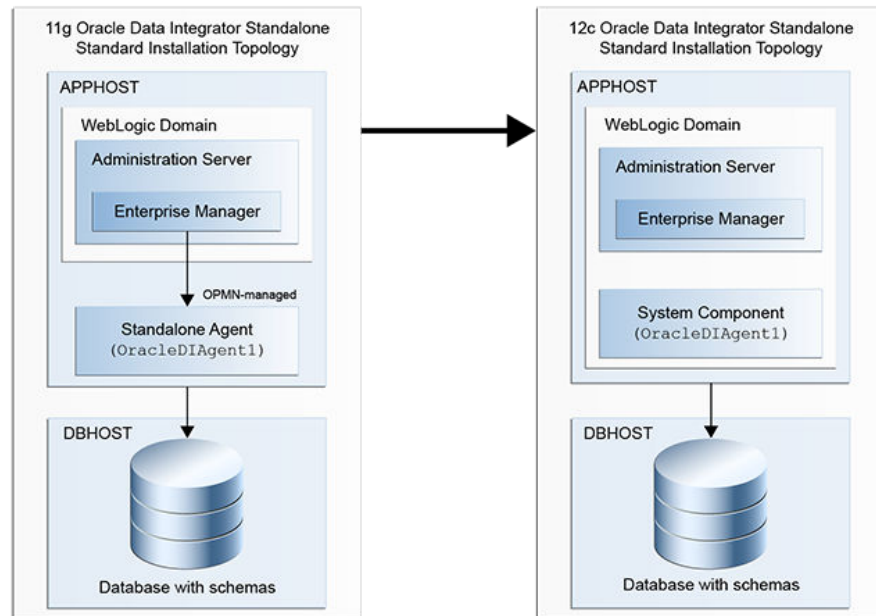 11g Oracle Data Integrator Standalone
Standard Installation Topology
APPHOST
WebLogic Domain
Administration Server
Enterprise Manager
OPMN-managed
Standalone Agent
(OracleDIAgent1)
DBHOST
Database with schemas
12c Oracle Data Integrator Standalone
Standard Installation Topology
APPHOST
WebLogic Domain
Administration Server
Enterprise Manager
System Component
(OracleDIAgent1)
DBHOST
Database with schemas